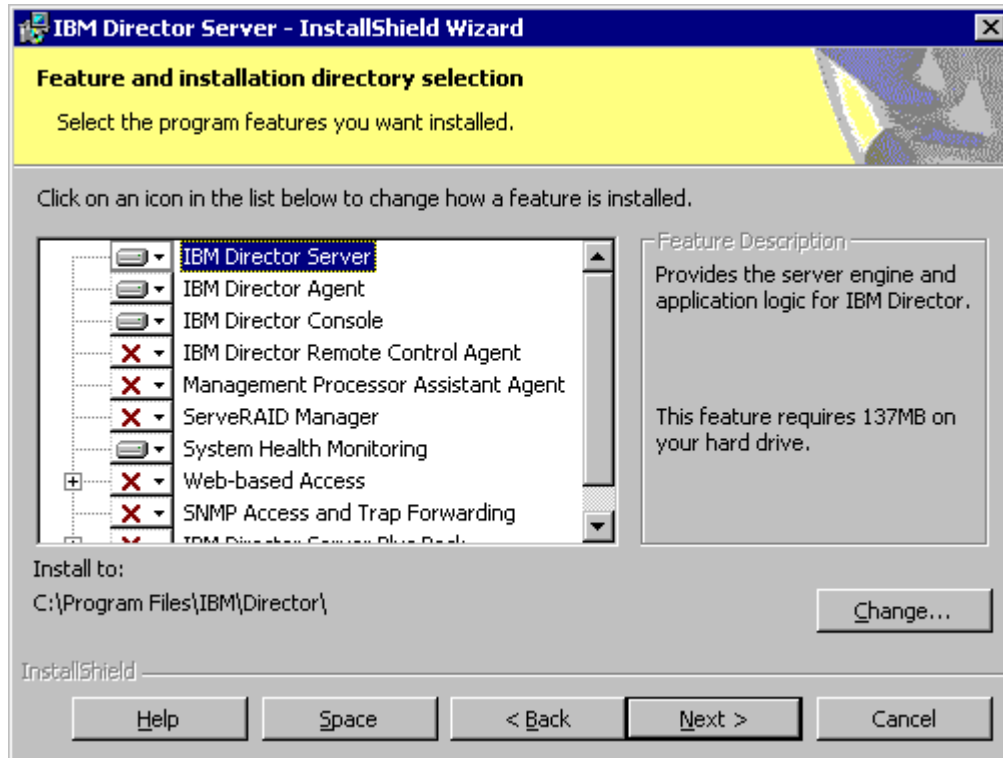 IBM Director Server - InstallShield Wizard
Feature and installation directory selection
Select the program features you want installed.
Click on an icon in the list below to change how a feature is installed.
IBM Director Server
IBM Director Agent
IBM Director Console
IBM Director Remote Control Agent
Management Processor Assistant Agent
ServeRAID Manager
System Health Monitoring
Web-based Access
SNMP Access and Trap Forwarding
IBM Director Server Plus Pack
Feature Description
Provides the server engine and
application logic for IBM Director.
This feature requires 137MB on
your hard drive.
Install to:
C:\Program Files\IBM\Director\
Change...
InstallShield
Help
Space
< Back
Next >
Cancel